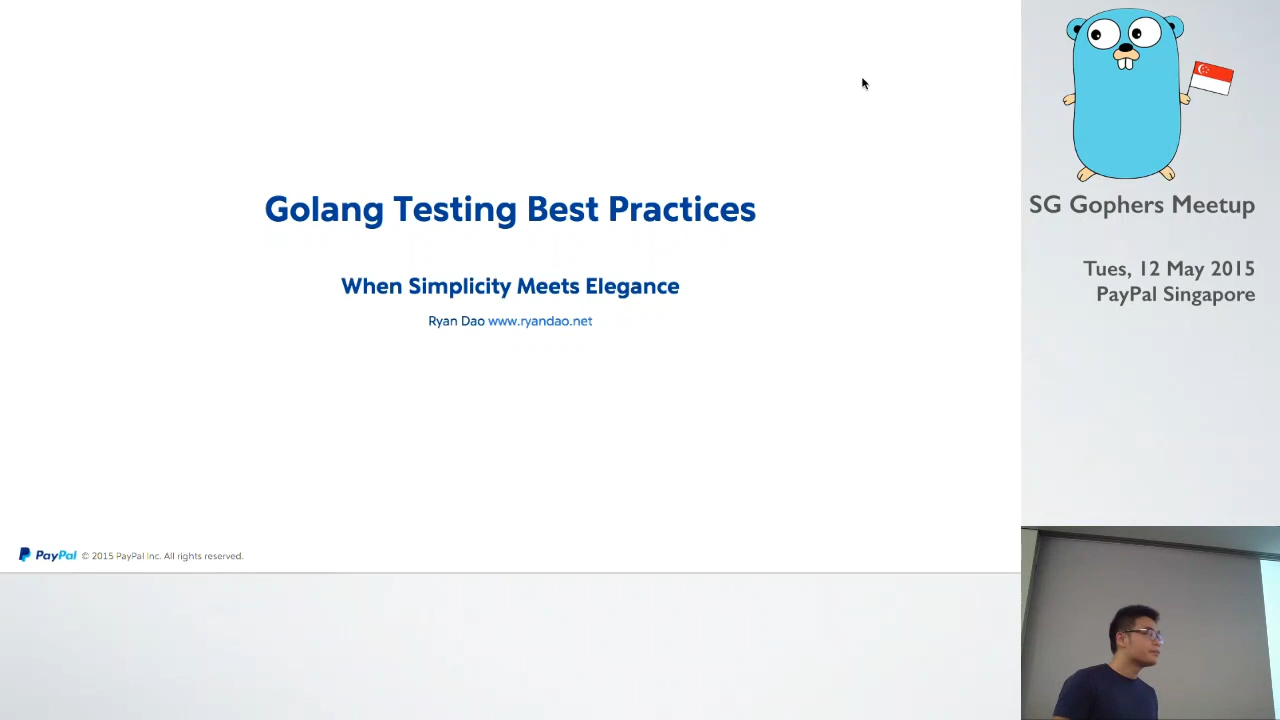 Golang Testing Best Practices
When Simplicity Meets Elegance
Ryan Dao www.ryandao.net
PayPal © 2015 PayPal Inc. All rights reserved.
SG Gophers Meetup
Tues, 12 May 2015
PayPal Singapore